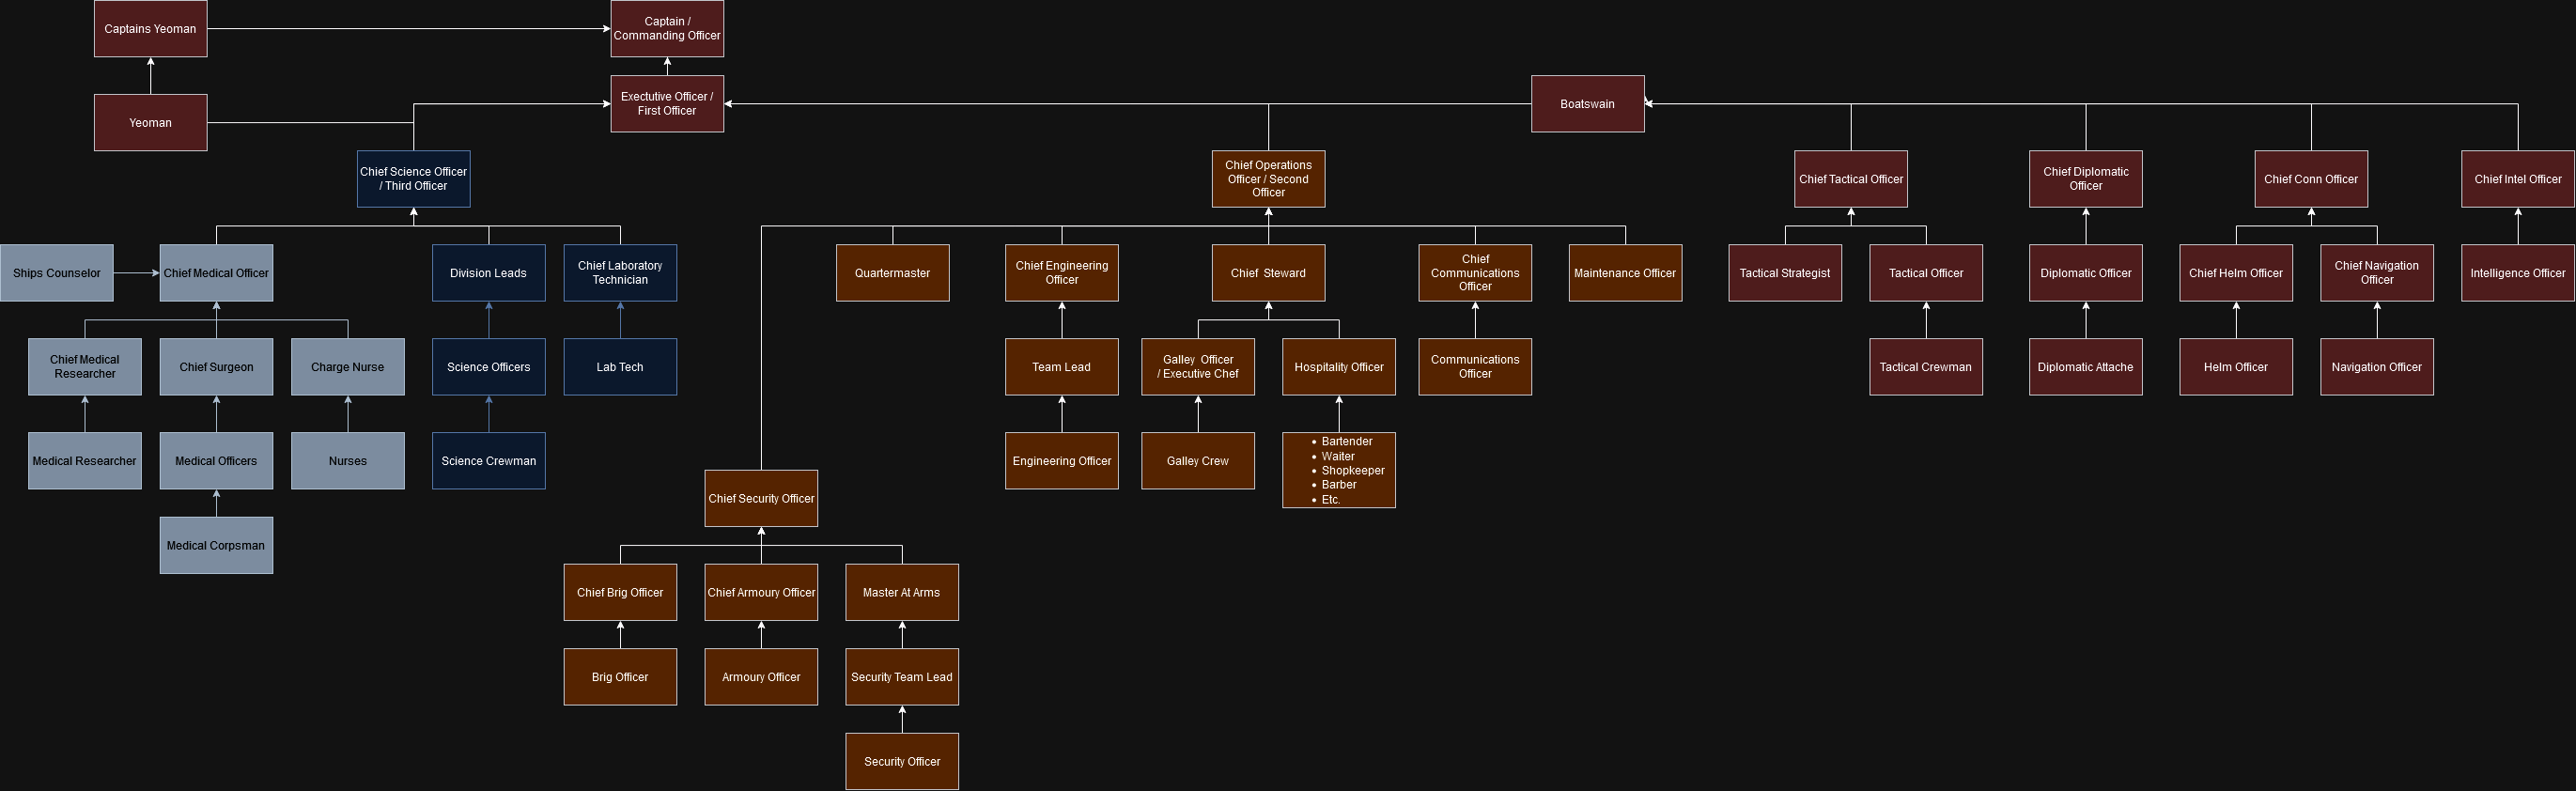 Captains Yeoman
Captain /
Commanding Officer
Exectutive Officer /
First Officer
Boatswain
Yeoman
Chief Science Officer
/ Third Officer
Chief Operations
Officer / Second
Officer
Chief Tactical Officer
Chief Diplomatic
Officer
Chief Conn Officer
Chief Intel Officer
Ships Counselor
Chief Medical Officer
Division Leads
Chief Laboratory
Technician
Quartermaster
Chief Engineering
Officer
Chief Steward
Chief
Communications
Officer
Maintenance Officer
Tactical Strategist
Tactical Officer
Diplomatic Officer
Chief Helm Officer
Chief Navigation
Officer
Intelligence Officer
Chief Medical
Researcher
Chief Surgeon
Charge Nurse
Science Officers
Lab Tech
Team Lead
Galley Officer
/ Executive Chef
Hospitality Officer
Communications
Officer
Tactical Crewman
Diplomatic Attache
Helm Officer
Navigation Officer
Medical Researcher
Medical Officers
Nurses
Science Crewman
Engineering Officer
Galley Crew
• Bartender
• Waiter
• Shopkeeper
• Barber
• Etc.
Chief Security Officer
Medical Corpsman
Chief Brig Officer
Chief Armoury Officer
Master At Arms
Brig Officer
Armoury Officer
Security Team Lead
Security Officer